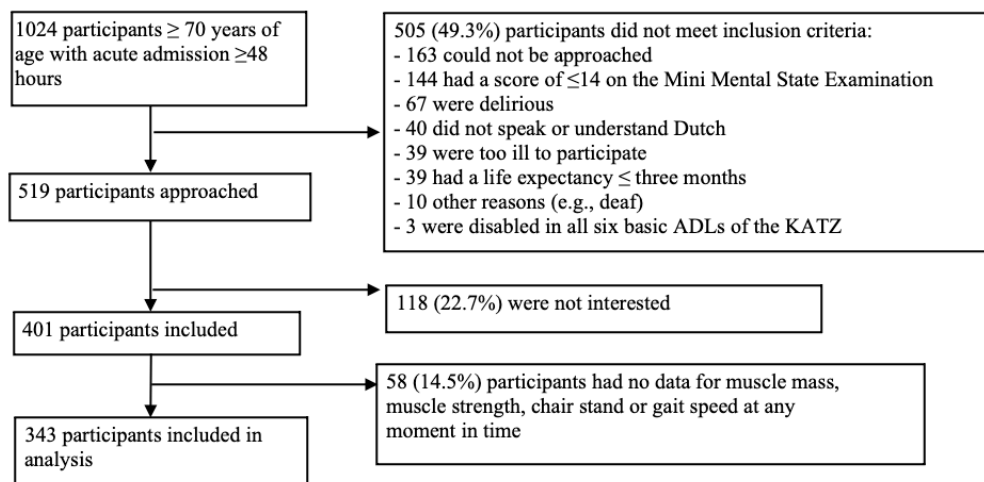 1024 participants ≥ 70 years of
age with acute admission ≥48
hours
505 (49.3%) participants did not meet inclusion criteria:
- 163 could not be approached
- 144 had a score of ≤14 on the Mini Mental State Examination
- 67 were delirious
- 40 did not speak or understand Dutch
- 39 were too ill to participate
- 39 had a life expectancy ≤ three months
- 10 other reasons (e.g., deaf)
- 3 were disabled in all six basic ADLs of the KATZ
519 participants approached
118 (22.7%) were not interested
401 participants included
58 (14.5%) participants had no data for muscle mass,
muscle strength, chair stand or gait speed at any
moment in time
343 participants included in
analysis